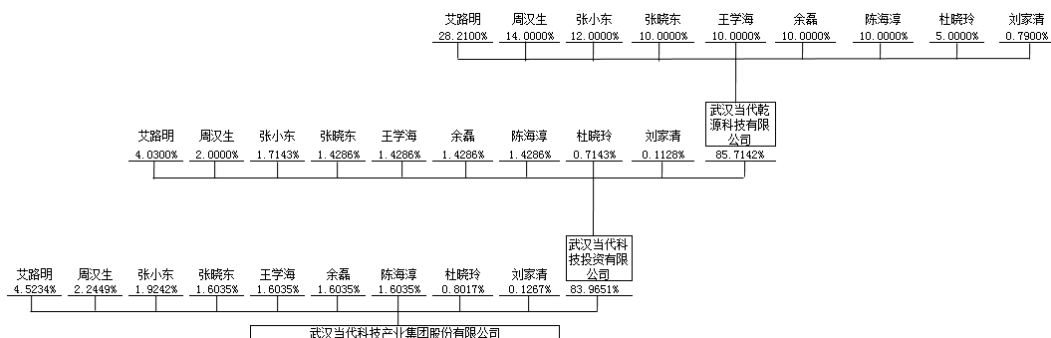 艾路明 周汉生 张小东 张晓东 王学海 余磊 陈海淳 杜晓玲 刘家清
28.2100% 14.0000% 12.0000% 10.0000% 10.0000% 10.0000% 10.0000% 5.0000% 0.7900%
武汉当代乾
源科技有限
公司
艾路明 周汉生 张小东 张晓东 王学海 余磊 陈海淳 杜晓玲 刘家清
4.0300% 2.0000% 1.7143% 1.4286% 1.4286% 1.4286% 1.4286% 0.7143% 0.1128% 85.7142%
武汉当代科
技投资有限
公司
艾路明 周汉生 张小东 张晓东 王学海 余磊 陈海淳 杜晓玲 刘家清
4.5234% 2.2449% 1.9242% 1.6035% 1.6035% 1.6035% 1.6035% 0.8017% 0.1267% 83.9651%
武汉当代科技产业集团股份有限公司